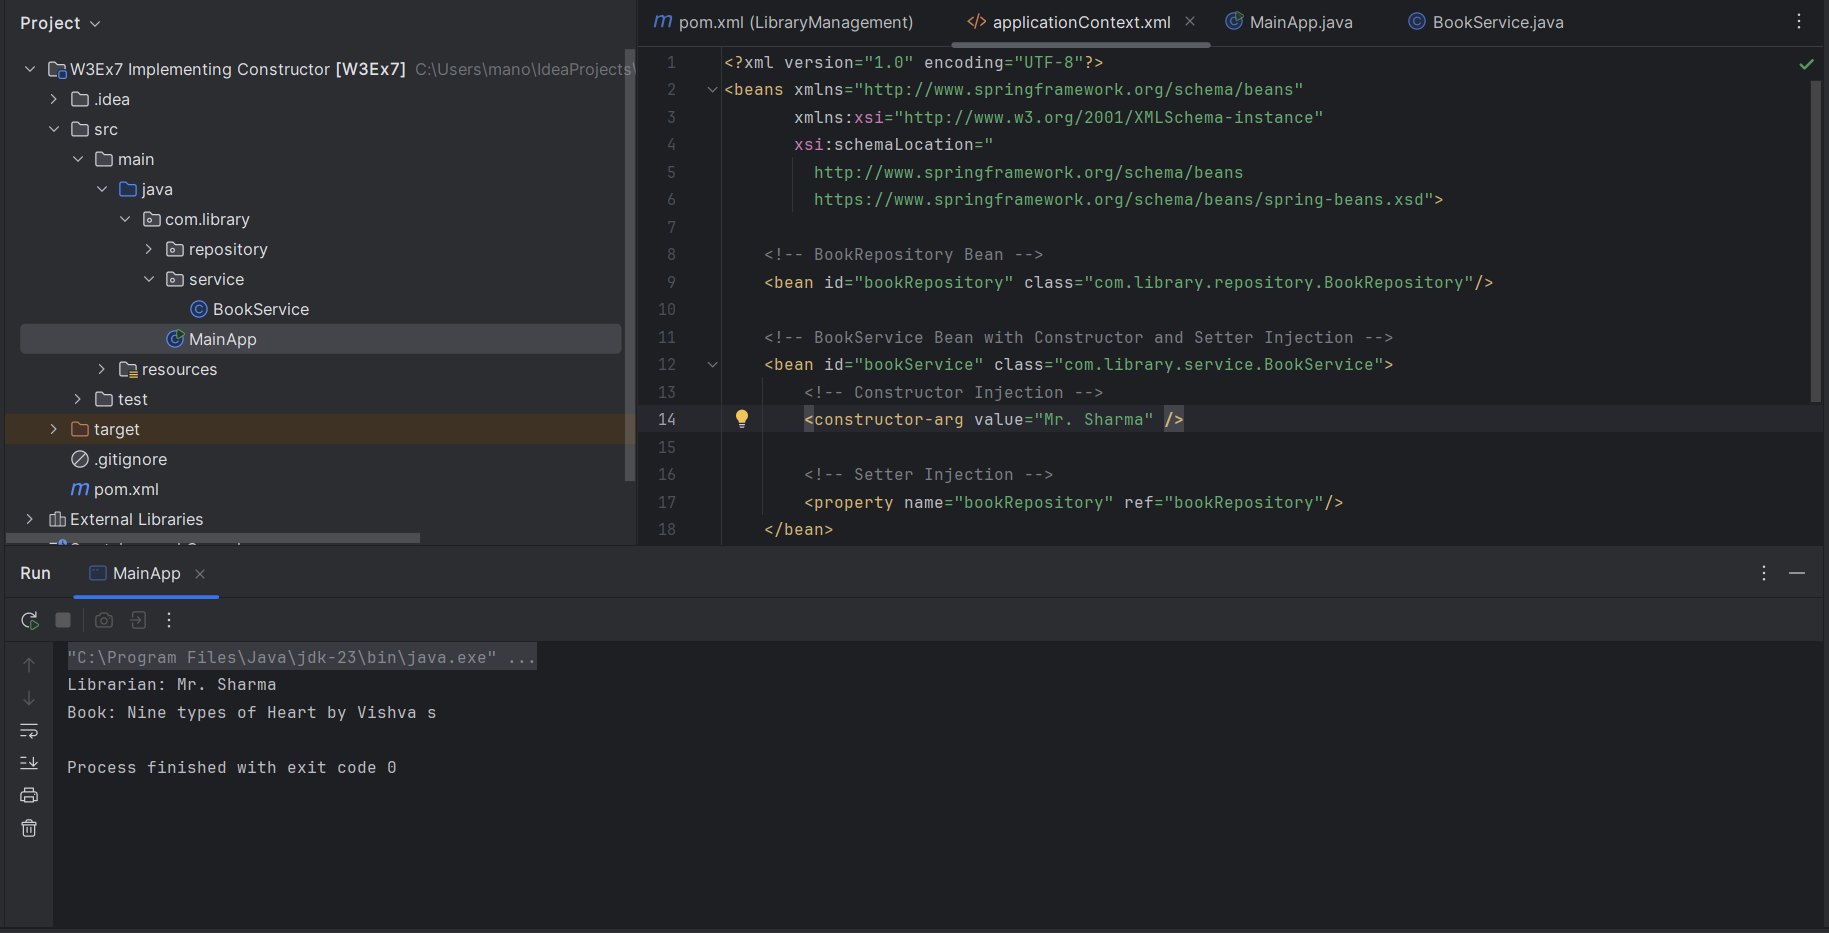 Project
W3Ex7 Implementing Constructor [W3Ex7] C:\Users\mano\IdeaProjects\
.idea
src
main
java
com.library
repository
service
BookService
MainApp
resources
test
target
.gitignore
pom.xml
External Libraries
pom.xml (LibraryManagement) applicationContext.xml MainApp.java BookService.java
1 <?xml version="1.0" encoding="UTF-8"?>
2 <beans xmlns="http://www.springframework.org/schema/beans"
3 xmlns:xsi="http://www.w3.org/2001/XMLSchema-instance"
4 xsi:schemaLocation="
5 http://www.springframework.org/schema/beans
6 https://www.springframework.org/schema/beans/spring-beans.xsd">
7
8 <!-- BookRepository Bean -->
9 <bean id="bookRepository" class="com.library.repository.BookRepository"/>
10
11 <!-- BookService Bean with Constructor and Setter Injection -->
12 <bean id="bookService" class="com.library.service.BookService">
13 <!-- Constructor Injection -->
14 <constructor-arg value="Mr. Sharma" />
15
16 <!-- Setter Injection -->
17 <property name="bookRepository" ref="bookRepository"/>
18 </bean>
Run MainApp
"C:\Program Files\Java\jdk-23\bin\java.exe" ...
Librarian: Mr. Sharma
Book: Nine types of Heart by Vishva s
Process finished with exit code 0